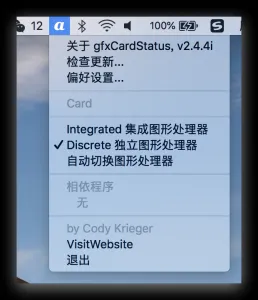 12 a 100%
关于 gfxCardStatus, v2.4.4i
检查更新...
偏好设置...
Card
Integrated 集成图形处理器
Discrete 独立图形处理器
自动切换图形处理器
相依程序
无
by Cody Krieger
VisitWebsite
退出